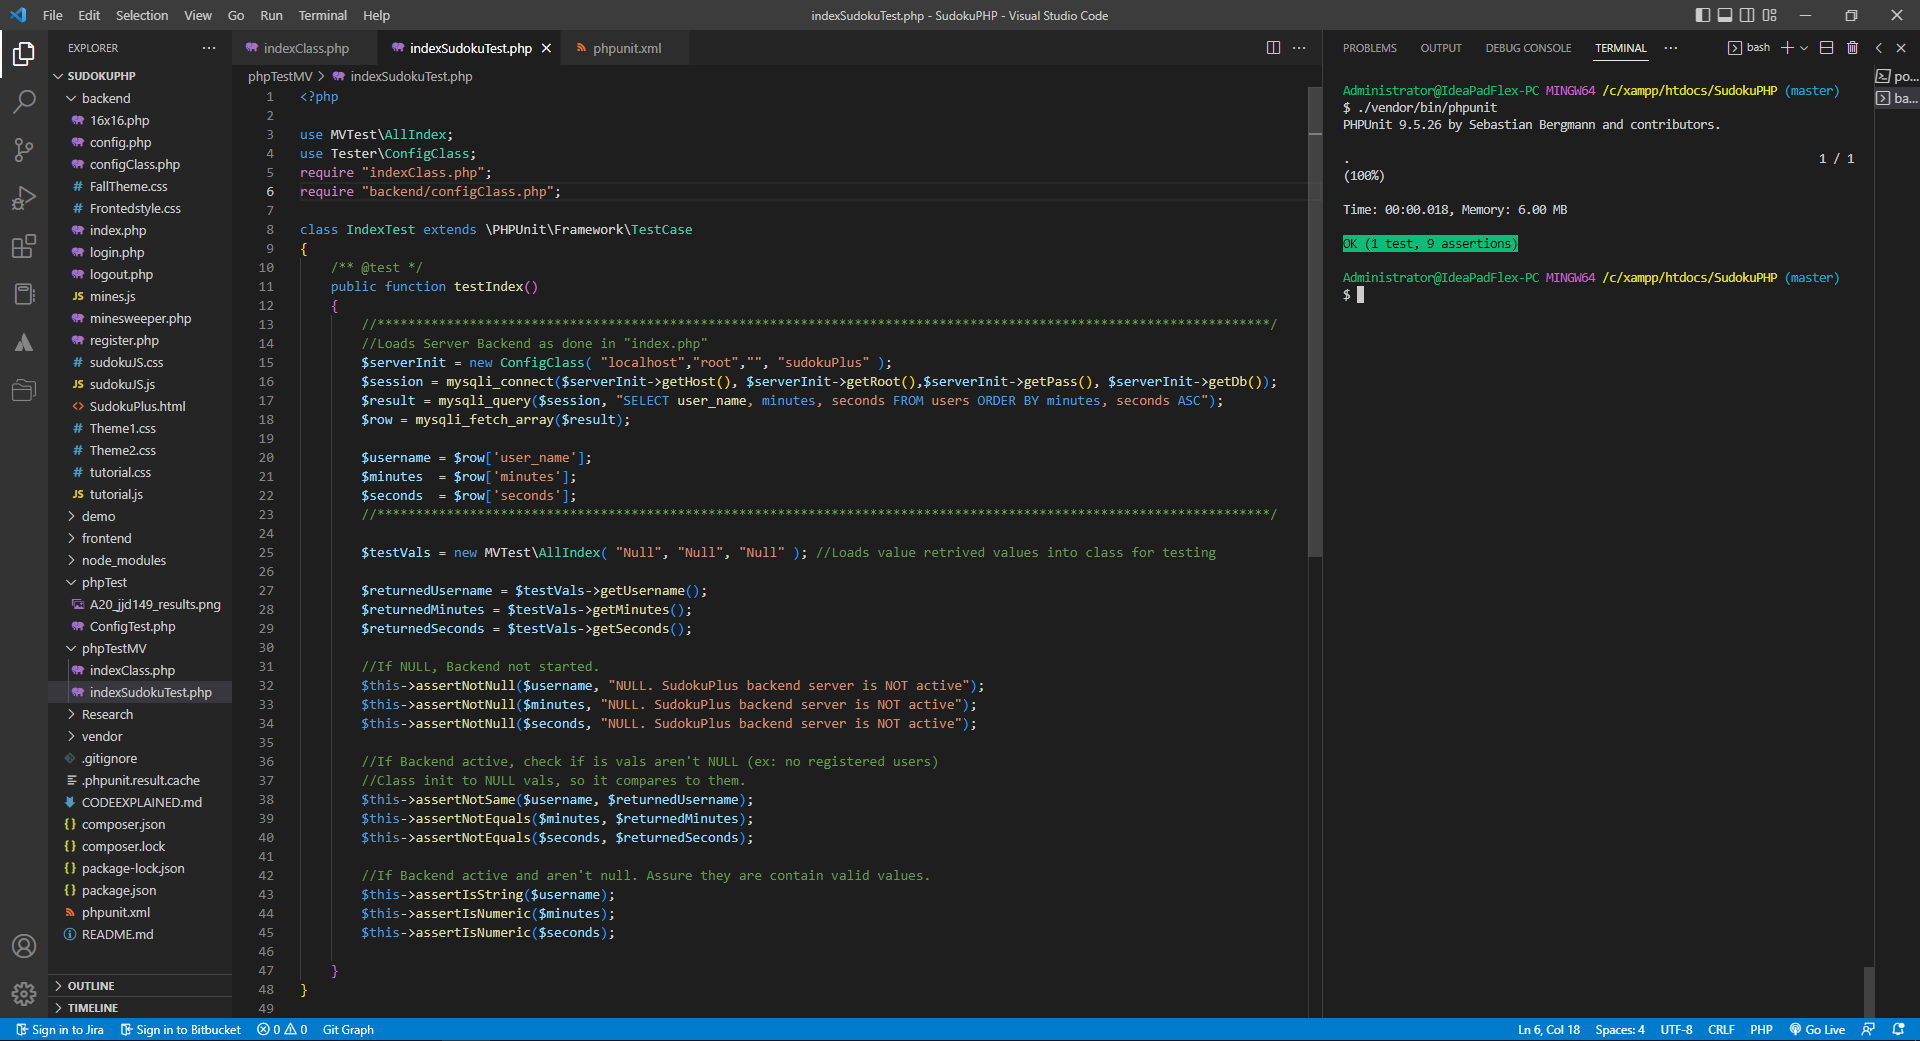 File Edit Selection View Go Run Terminal Help
indexSudokuTest.php - SudokuPHP - Visual Studio Code
EXPLORER
SUDOKUPHP
backend
16x16.php
config.php
configClass.php
FallTheme.css
Frontedstyle.css
index.php
login.php
logout.php
mines.js
minesweeper.php
register.php
sudokuJS.css
sudokuJS.js
SudokuPlus.html
Theme1.css
Theme2.css
tutorial.css
tutorial.js
demo
frontend
node_modules
phpTest
A20_jjd149_results.png
ConfigTest.php
phpTestMV
indexClass.php
indexSudokuTest.php
Research
vendor
.gitignore
.phpunit.result.cache
CODEEXPLAINED.md
composer.json
composer.lock
package-lock.json
package.json
phpunit.xml
README.md
OUTLINE
TIMELINE
indexClass.php indexSudokuTest.php phpunit.xml
phpTestMV > indexSudokuTest.php
1 <?php
2
3 use MVTest\AllIndex;
4 use Tester\ConfigClass;
5 require "indexClass.php";
6 require "backend/configClass.php";
7
8 class IndexTest extends \PHPUnit\Framework\TestCase
9 {
10 /** @test */
11 public function testIndex()
12 {
13 //********************************************************************************************************************/
14 //Loads Server Backend as done in "index.php"
15 $serverInit = new ConfigClass( "localhost","root","", "sudokuPlus" );
16 $session = mysqli_connect($serverInit->getHost(), $serverInit->getRoot(),$serverInit->getPass(), $serverInit->getDb());
17 $result = mysqli_query($session, "SELECT user_name, minutes, seconds FROM users ORDER BY minutes, seconds ASC");
18 $row = mysqli_fetch_array($result);
19
20 $username = $row['user_name'];
21 $minutes = $row['minutes'];
22 $seconds = $row['seconds'];
23 //********************************************************************************************************************/
24
25 $testVals = new MVTest\AllIndex( "Null", "Null", "Null" ); //Loads value retrived values into class for testing
26
27 $returnedUsername = $testVals->getUsername();
28 $returnedMinutes = $testVals->getMinutes();
29 $returnedSeconds = $testVals->getSeconds();
30
31 //If NULL, Backend not started.
32 $this->assertNotNull($username, "NULL. SudokuPlus backend server is NOT active");
33 $this->assertNotNull($minutes, "NULL. SudokuPlus backend server is NOT active");
34 $this->assertNotNull($seconds, "NULL. SudokuPlus backend server is NOT active");
35
36 //If Backend active, check if is vals aren't NULL (ex: no registered users)
37 //Class init to NULL vals, so it compares to them.
38 $this->assertNotSame($username, $returnedUsername);
39 $this->assertNotEquals($minutes, $returnedMinutes);
40 $this->assertNotEquals($seconds, $returnedSeconds);
41
42 //If Backend active and aren't null. Assure they are contain valid values.
43 $this->assertIsString($username);
44 $this->assertIsNumeric($minutes);
45 $this->assertIsNumeric($seconds);
46
47 }
48 }
49
PROBLEMS OUTPUT DEBUG CONSOLE TERMINAL
bash
po...
ba...
Administrator@IdeaPadFlex-PC MINGW64 /c/xampp/htdocs/SudokuPHP (master)
$ ./vendor/bin/phpunit
PHPUnit 9.5.26 by Sebastian Bergmann and contributors.
. 1 / 1
(100%)
Time: 00:00.018, Memory: 6.00 MB
OK (1 test, 9 assertions)
Administrator@IdeaPadFlex-PC MINGW64 /c/xampp/htdocs/SudokuPHP (master)
$
Sign in to Jira Sign in to Bitbucket 0 0 Git Graph
Ln 6, Col 18 Spaces: 4 UTF-8 CRLF PHP Go Live